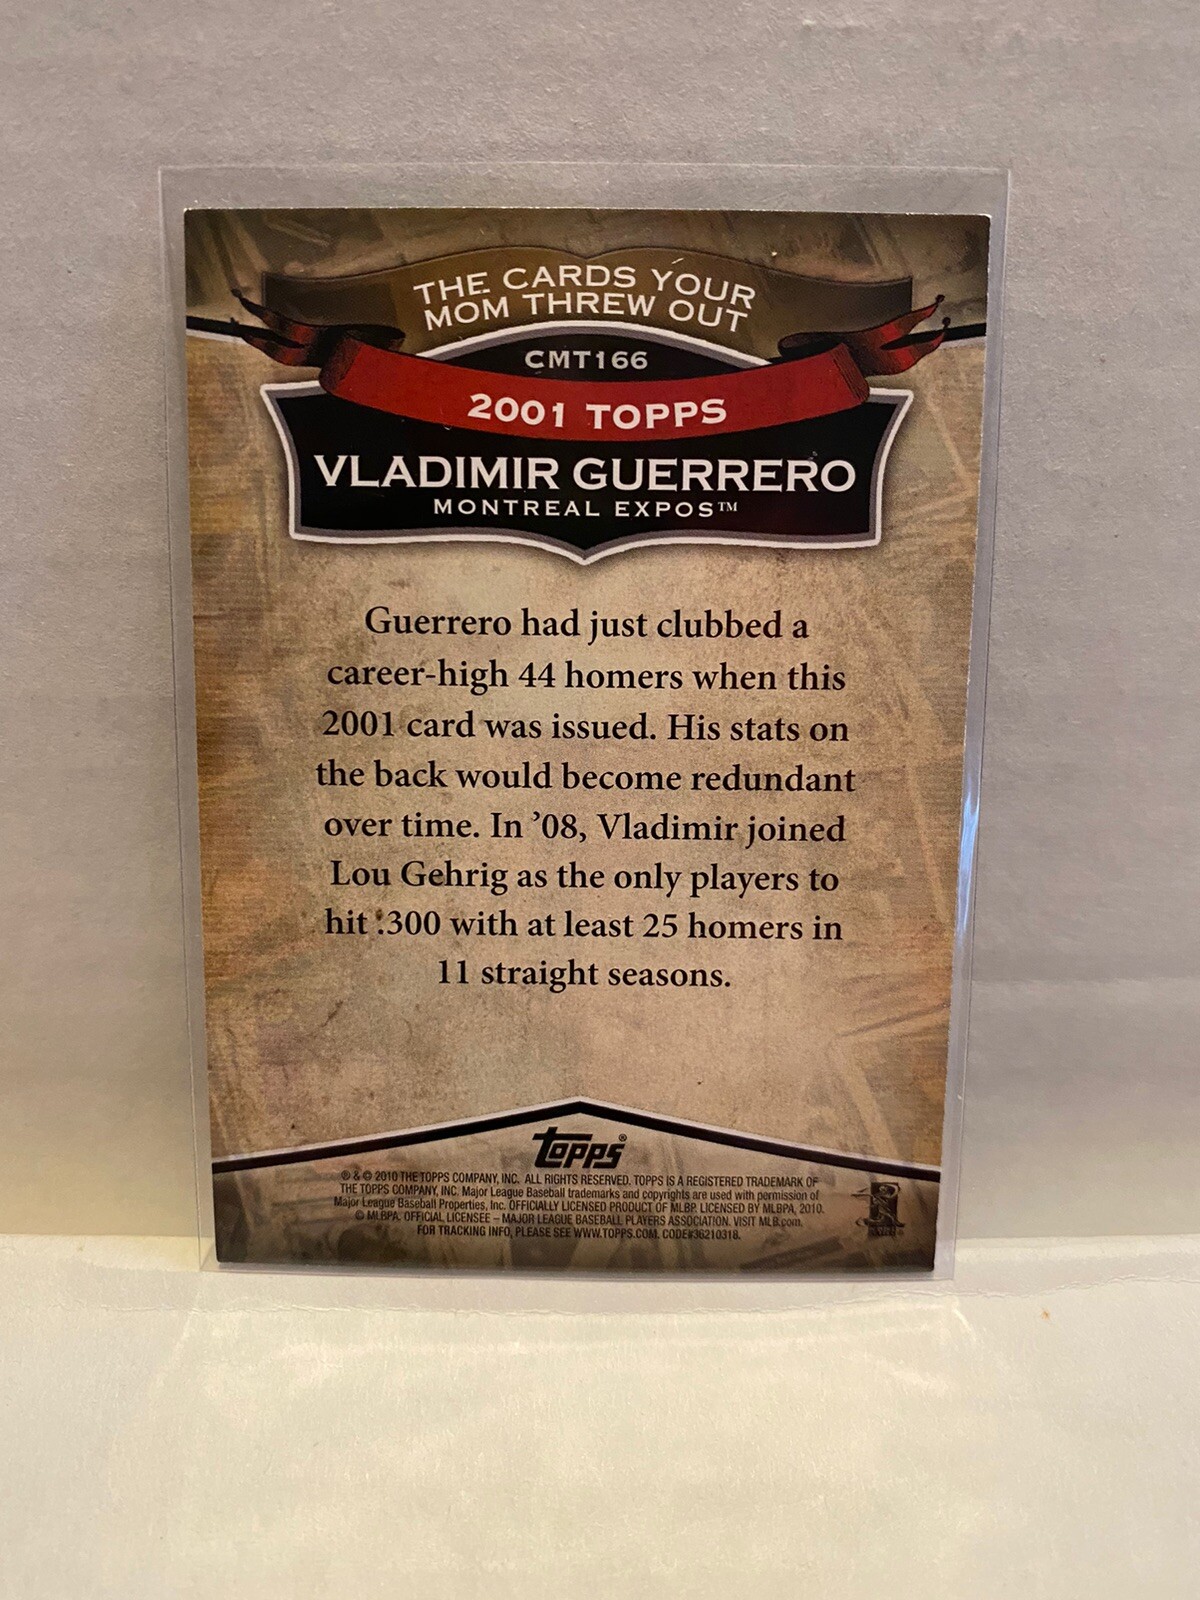 THE CARDS YOUR
MOM THREW OUT
CMT166
2001 TOPPS
VLADIMIR GUERRERO
MONTREAL EXPOS™
Guerrero had just clubbed a
career-high 44 homers when this
2001 card was issued. His stats on
the back would become redundant
over time. In ’08, Vladimir joined
Lou Gehrig as the only players to
hit .300 with at least 25 homers in
11 straight seasons.
topps®
® & © 2010 THE TOPPS COMPANY, INC. ALL RIGHTS RESERVED. TOPPS IS A REGISTERED TRADEMARK OF
THE TOPPS COMPANY, INC. Major League Baseball trademarks and copyrights are used with permission of
Major League Baseball Properties, Inc. OFFICIALLY LICENSED PRODUCT OF MLBP. LICENSED BY MLBPA, 2010.
© MLBPA. OFFICIAL LICENSEE – MAJOR LEAGUE BASEBALL PLAYERS ASSOCIATION. VISIT MLB.com.
FOR TRACKING INFO, PLEASE SEE WWW.TOPPS.COM. CODE#36210318.